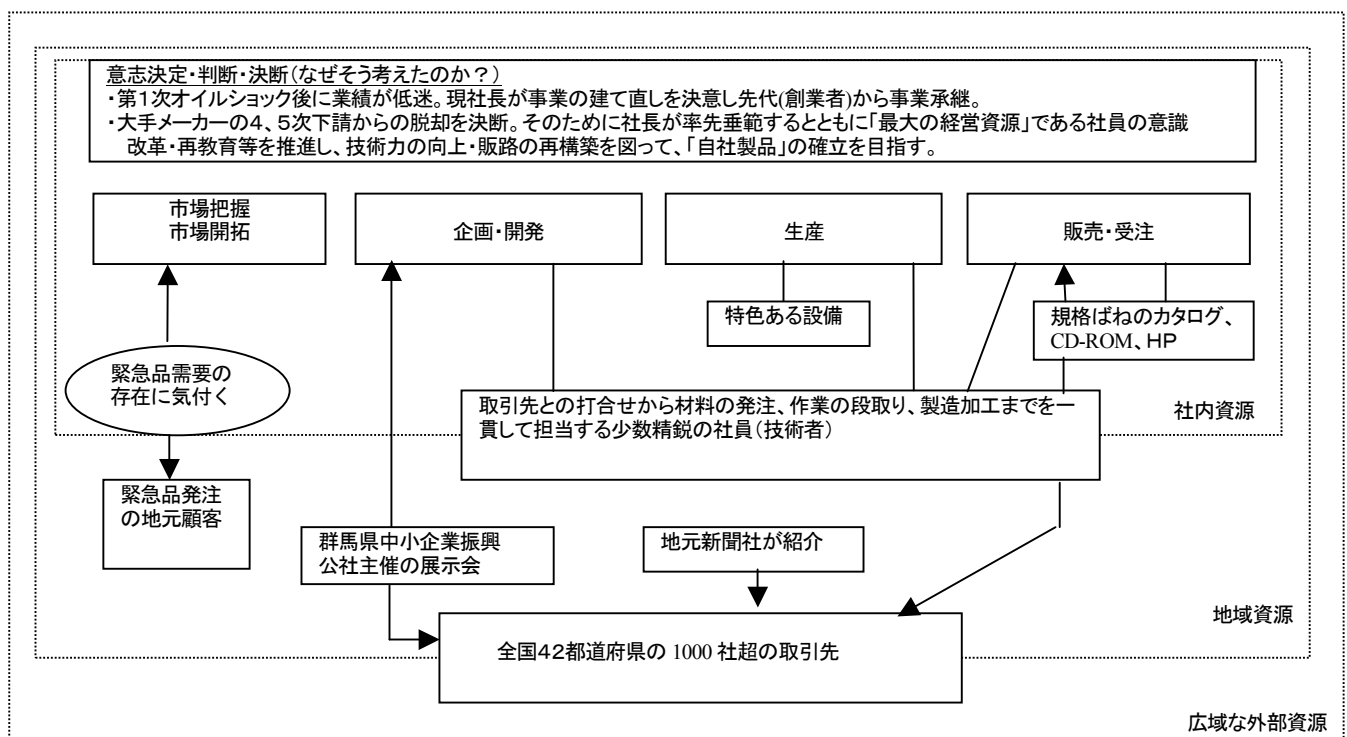 意志決定・判断・決断(なぜそう考えたのか?)
・第1次オイルショック後に業績が低迷。現社長が事業の建て直しを決意し先代(創業者)から事業承継。
・大手メーカーの4、5次下請からの脱却を決断。そのために社長が率先垂範するとともに「最大の経営資源」である社員の意識
改革・再教育等を推進し、技術力の向上・販路の再構築を図って、「自社製品」の確立を目指す。
市場把握
市場開拓
企画・開発
生産
販売・受注
特色ある設備
規格ばねのカタログ、
CD-ROM、HP
緊急品需要の
存在に気付く
取引先との打合せから材料の発注、作業の段取り、製造加工までを一
貫して担当する少数精鋭の社員(技術者)
社内資源
緊急品発注
の地元顧客
群馬県中小企業振興
公社主催の展示会
地元新聞社が紹介
地域資源
全国42都道府県の 1000 社超の取引先
広域な外部資源